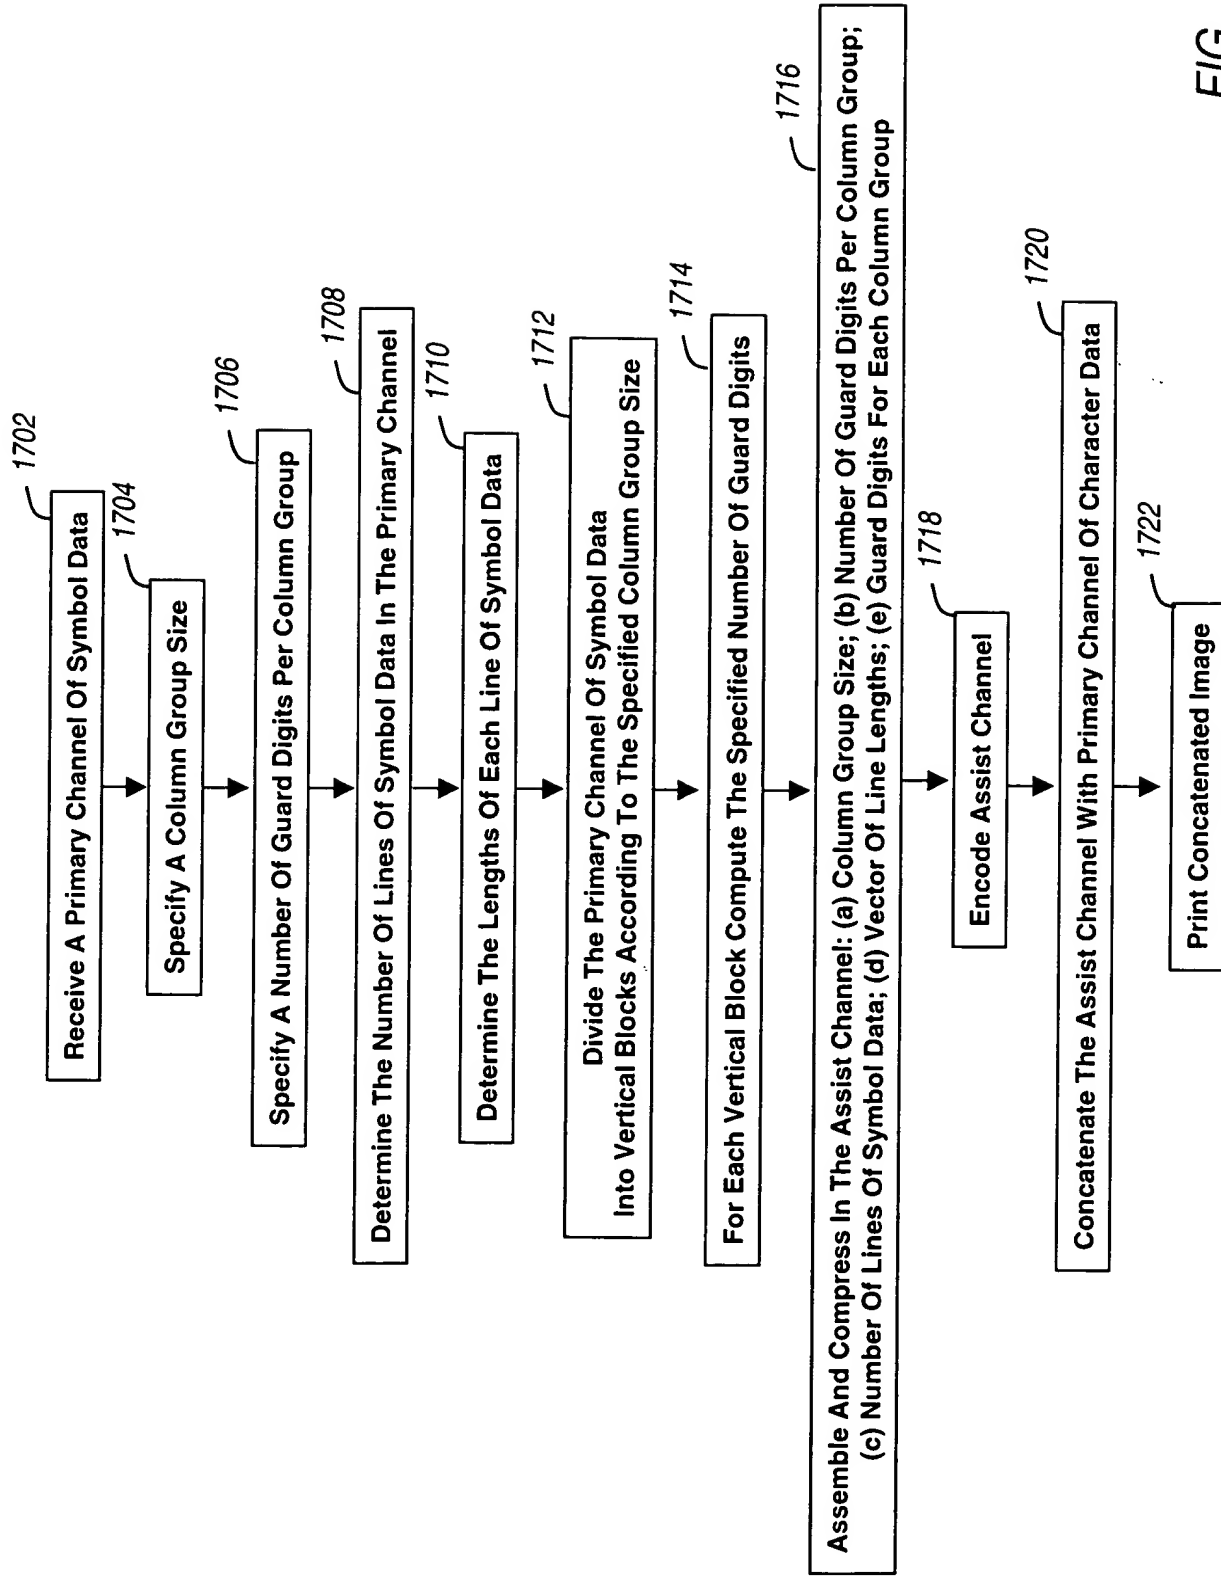 1702
Receive A Primary Channel Of Symbol Data
1704
Specify A Column Group Size
1706
Specify A Number Of Guard Digits Per Column Group
1708
Determine The Number Of Lines Of Symbol Data In The Primary Channel
1710
Determine The Lengths Of Each Line Of Symbol Data
1712
Divide The Primary Channel Of Symbol Data
Into Vertical Blocks According To The Specified Column Group Size
1714
For Each Vertical Block Compute The Specified Number Of Guard Digits
1716
Assemble And Compress In The Assist Channel: (a) Column Group Size; (b) Number Of Guard Digits Per Column Group;
(c) Number Of Lines Of Symbol Data; (d) Vector Of Line Lengths; (e) Guard Digits For Each Column Group
1718
Encode Assist Channel
1720
Concatenate The Assist Channel With Primary Channel Of Character Data
1722
Print Concatenated Image
FIG